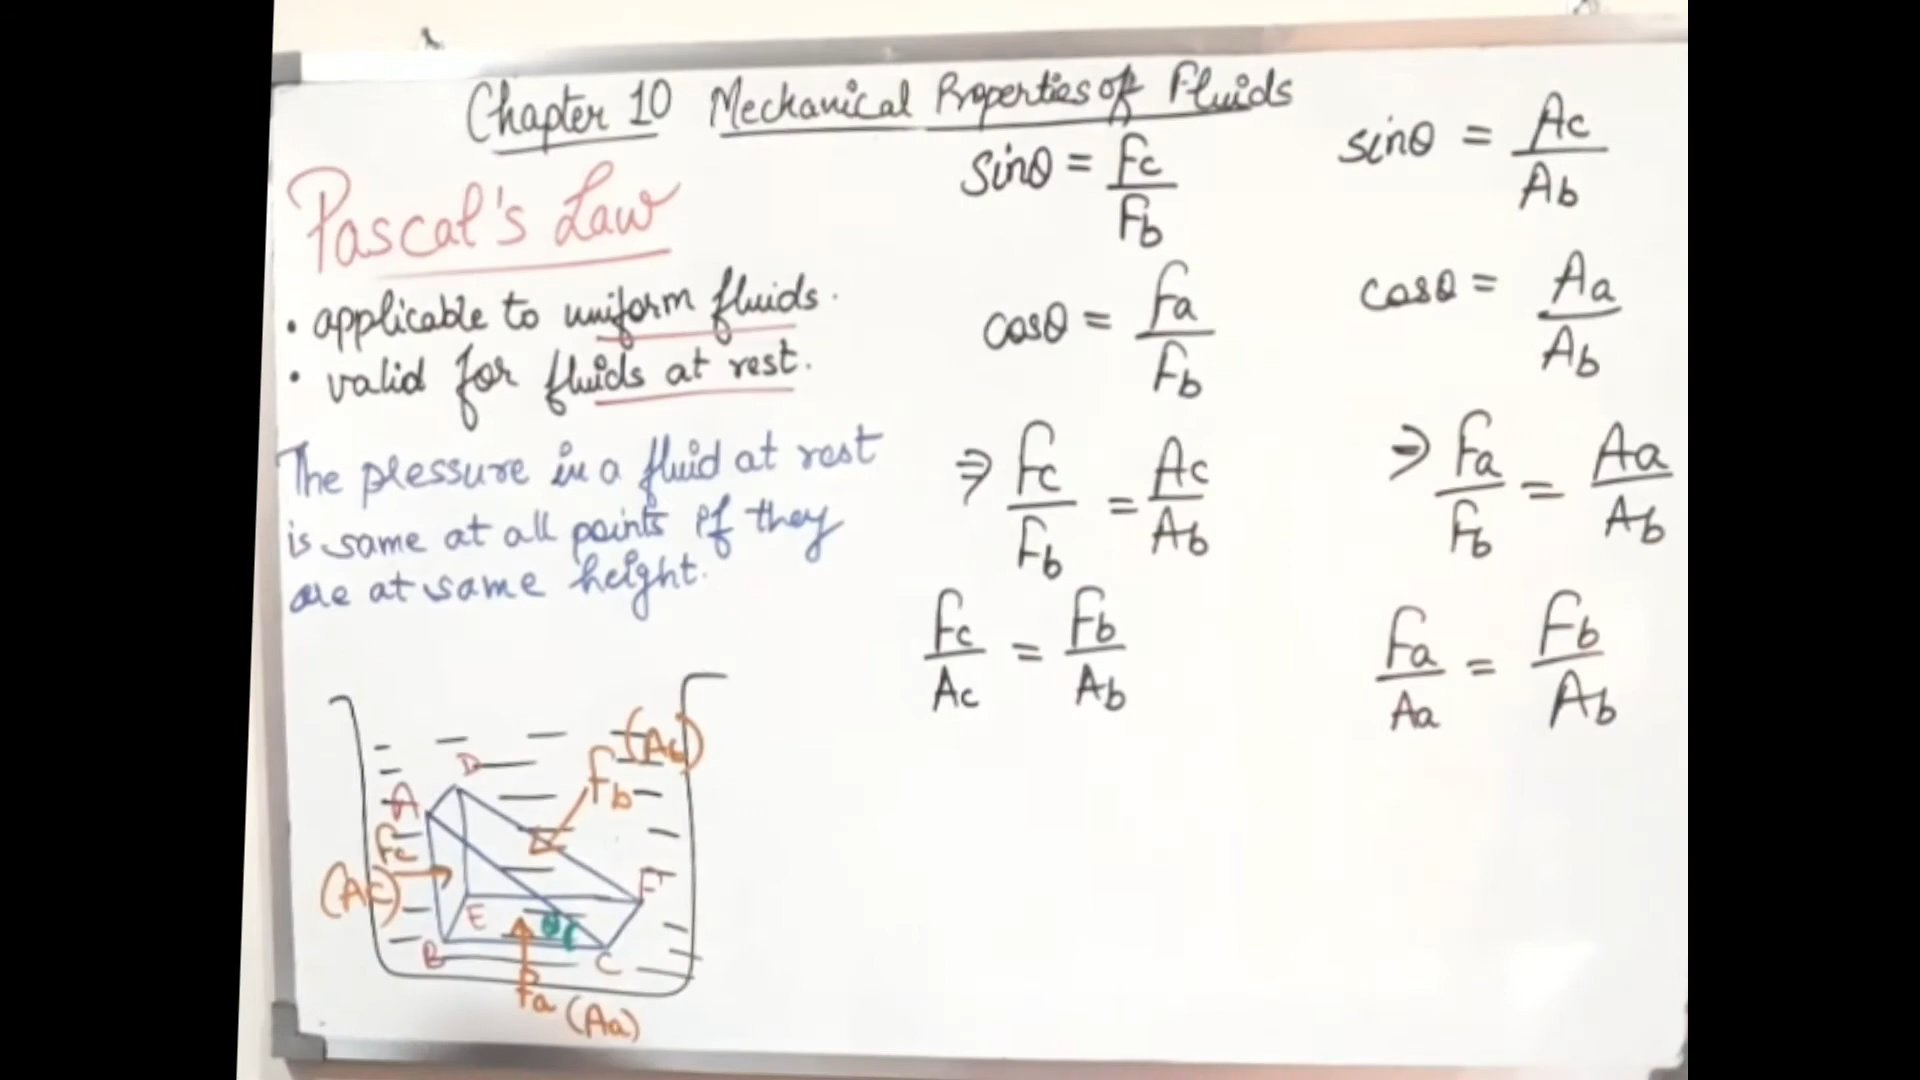 Chapter 10 Mechanical Properties of Fluids
Pascal's Law
• applicable to uniform fluids.
• valid for fluids at rest.
The pressure in a fluid at rest
is same at all points if they
are at same height.
sinθ = Fc/Fb
cosθ = Fa/Fb
⇒ Fc/Fb = Ac/Ab
Fc/Ac = Fb/Ab
sinθ = Ac/Ab
cosθ = Aa/Ab
⇒ Fa/Fb = Aa/Ab
Fa/Aa = Fb/Ab
(Ab)
D
Fb
A
Fc
(Ac)
F
E
θ
B
C
Fa (Aa)